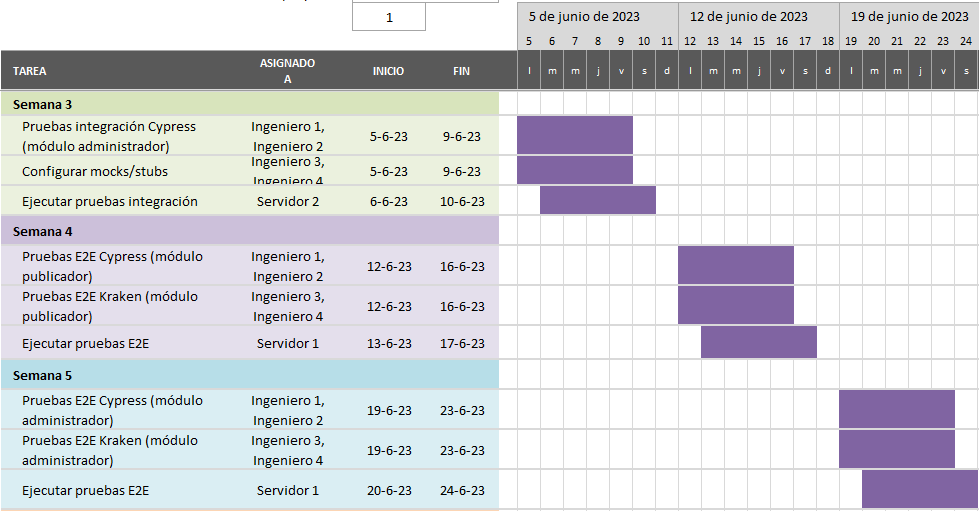 1
5 de junio de 2023 12 de junio de 2023 19 de junio de 2023
5 6 7 8 9 10 11 12 13 14 15 16 17 18 19 20 21 22 23 24
TAREA ASIGNADO A INICIO FIN l m m j v s d l m m j v s d l m m j v s
Semana 3
Pruebas integración Cypress
(módulo administrador)
Ingeniero 1,
Ingeniero 2
5-6-23 9-6-23
Configurar mocks/stubs
Ingeniero 3,
Ingeniero 4
5-6-23 9-6-23
Ejecutar pruebas integración Servidor 2 6-6-23 10-6-23
Semana 4
Pruebas E2E Cypress (módulo
publicador)
Ingeniero 1,
Ingeniero 2
12-6-23 16-6-23
Pruebas E2E Kraken (módulo
publicador)
Ingeniero 3,
Ingeniero 4
12-6-23 16-6-23
Ejecutar pruebas E2E Servidor 1 13-6-23 17-6-23
Semana 5
Pruebas E2E Cypress (módulo
administrador)
Ingeniero 1,
Ingeniero 2
19-6-23 23-6-23
Pruebas E2E Kraken (módulo
administrador)
Ingeniero 3,
Ingeniero 4
19-6-23 23-6-23
Ejecutar pruebas E2E Servidor 1 20-6-23 24-6-23